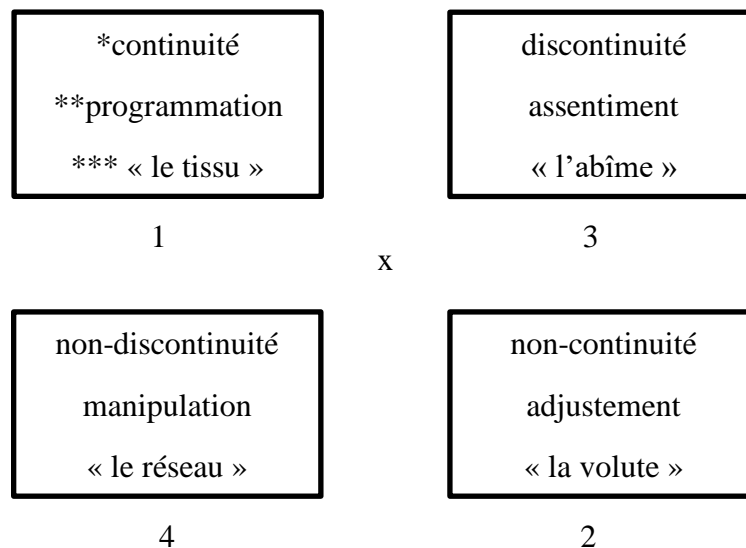 *continuité
**programmation
*** « le tissu »
1
discontinuité
assentiment
« l’abîme »
3
x
non-discontinuité
manipulation
« le réseau »
4
non-continuité
adjustement
« la volute »
2